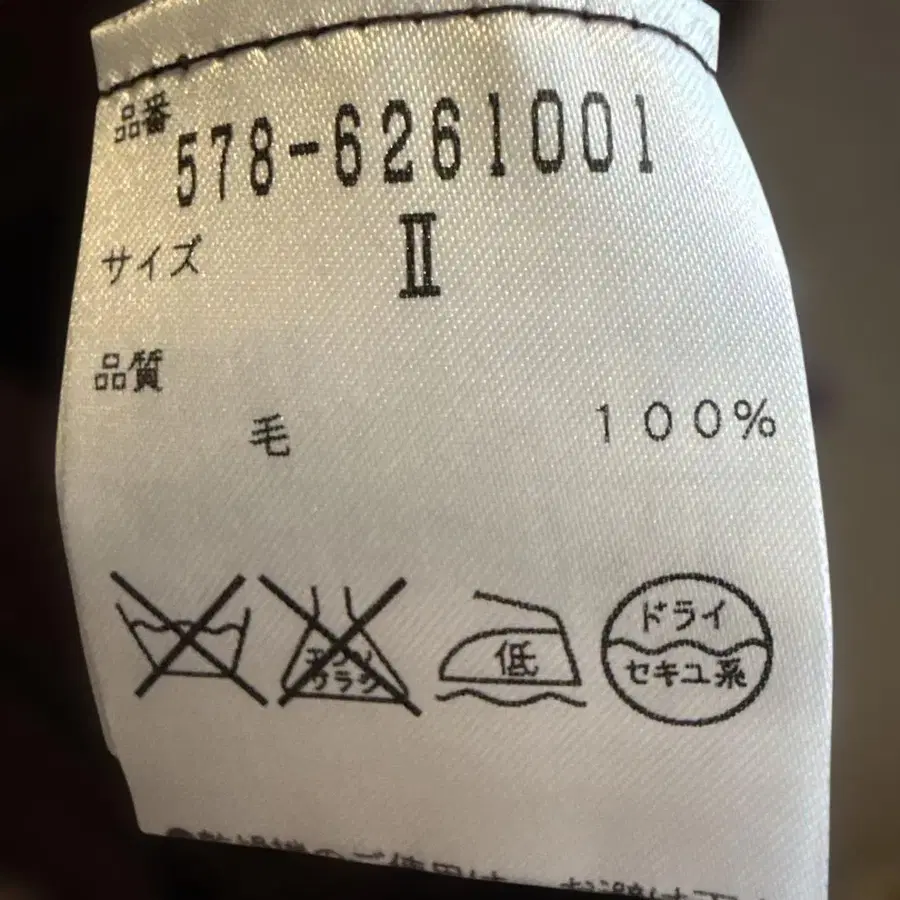 品番
578-6261001
サイズ
II
品質
毛 100%
エンソ
サラシ
低
ドライ
セキユ系